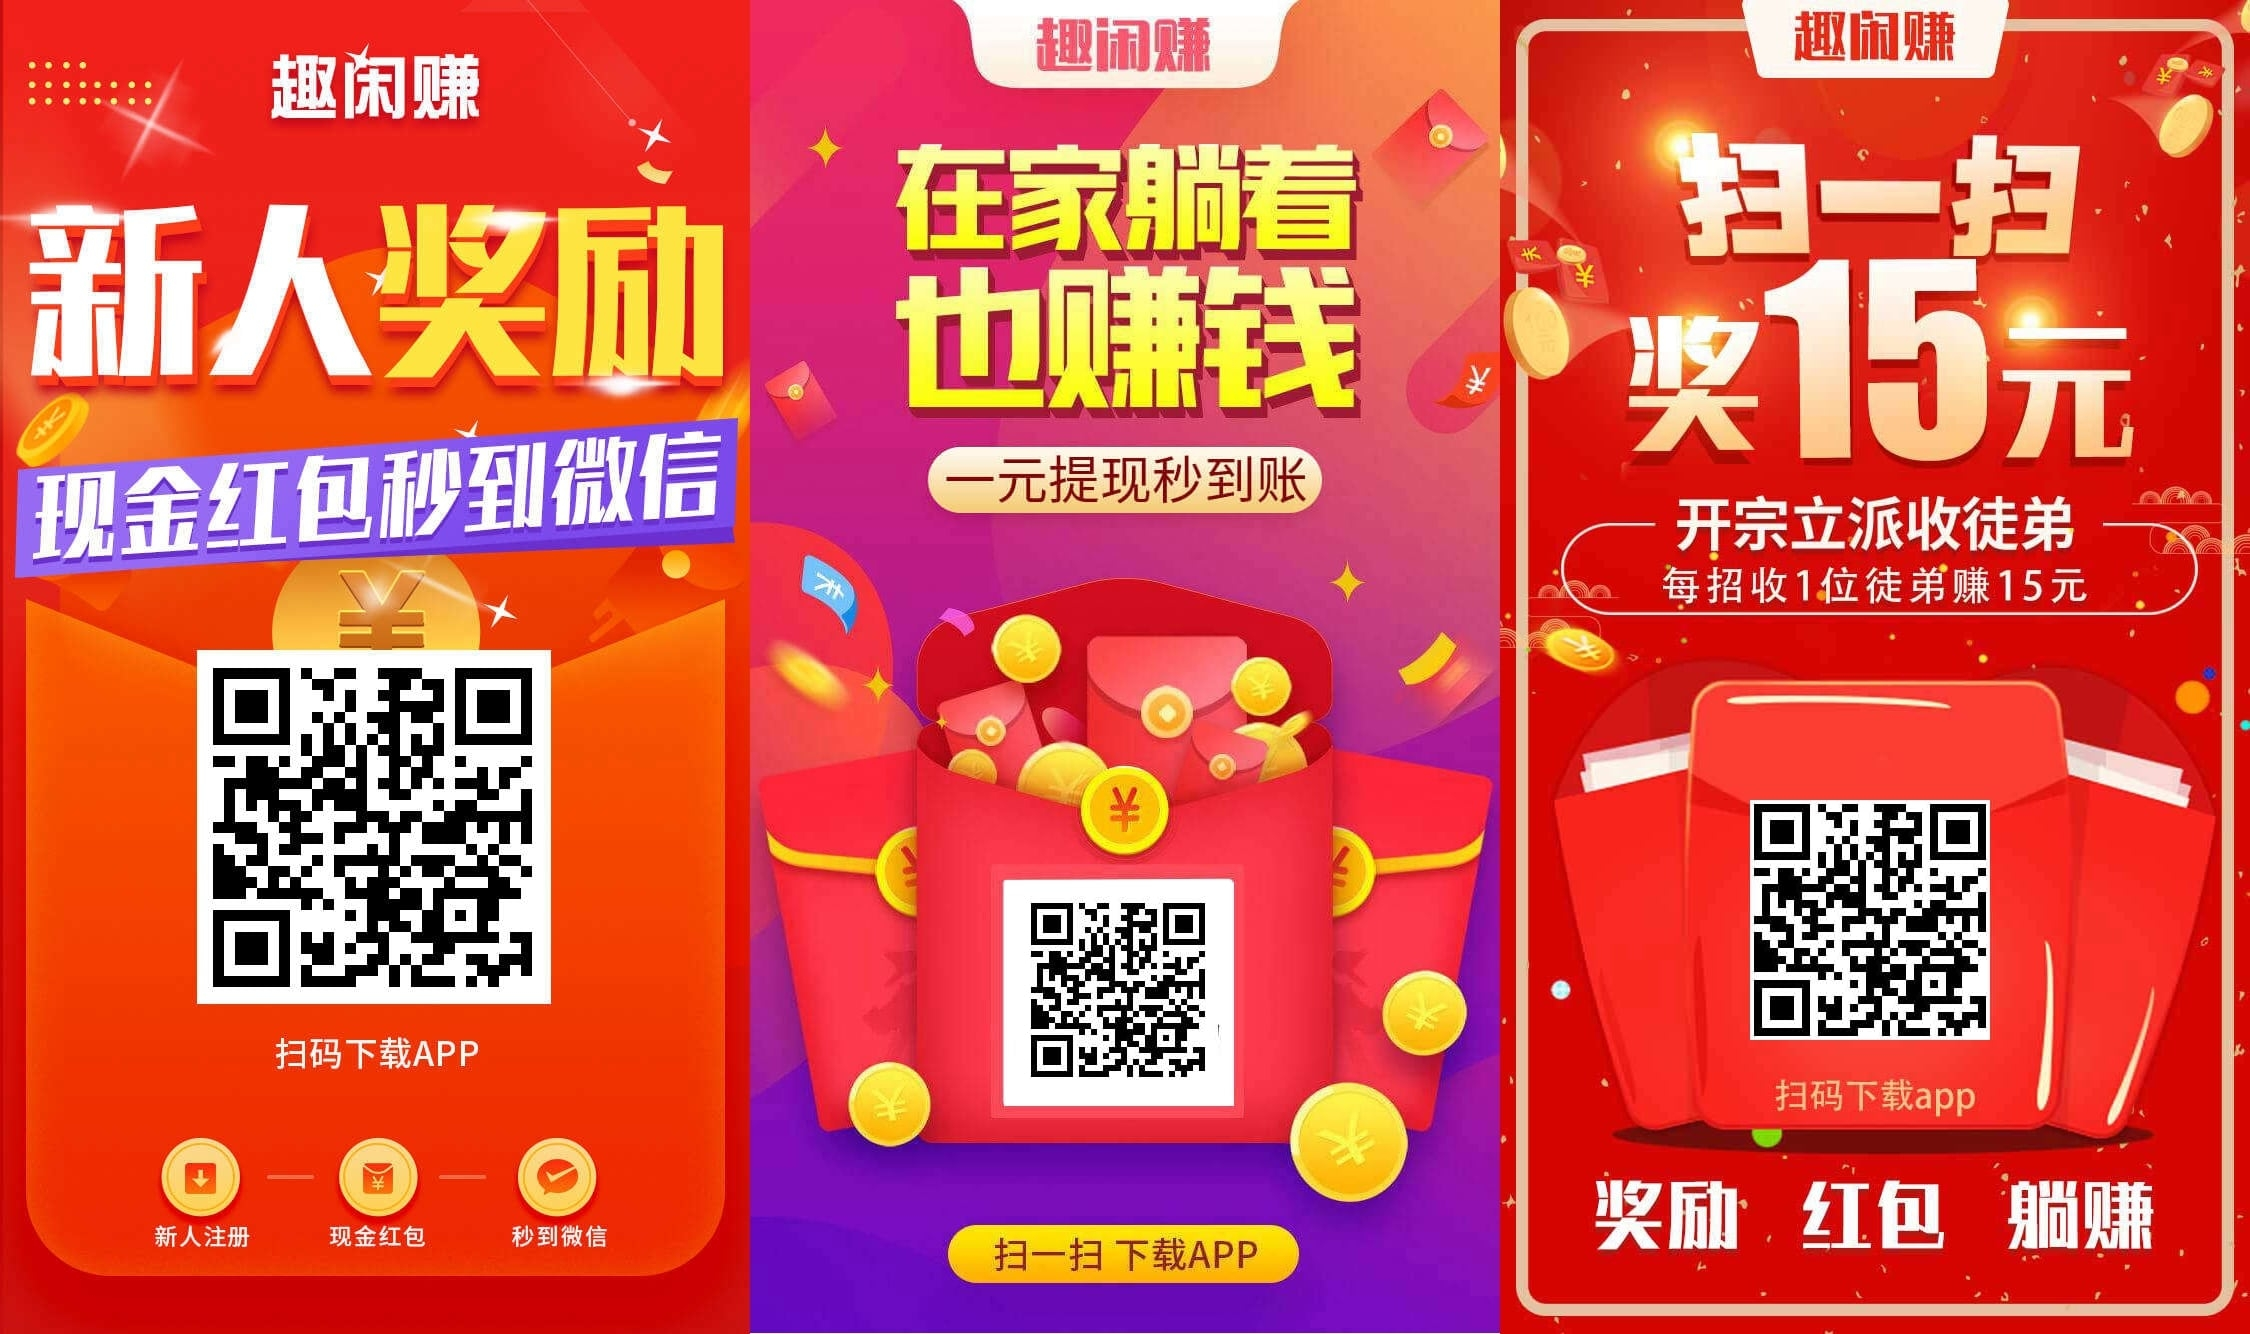 趣闲赚
新人奖励
现金红包秒到微信
扫码下载APP
新人注册
现金红包
秒到微信
趣闲赚
在家躺着
也赚钱
一元提现秒到账
扫一扫 下载APP
趣闲赚
扫一扫
奖15元
开宗立派收徒弟
每招收1位徒弟赚15元
扫码下载app
奖励 红包 躺赚